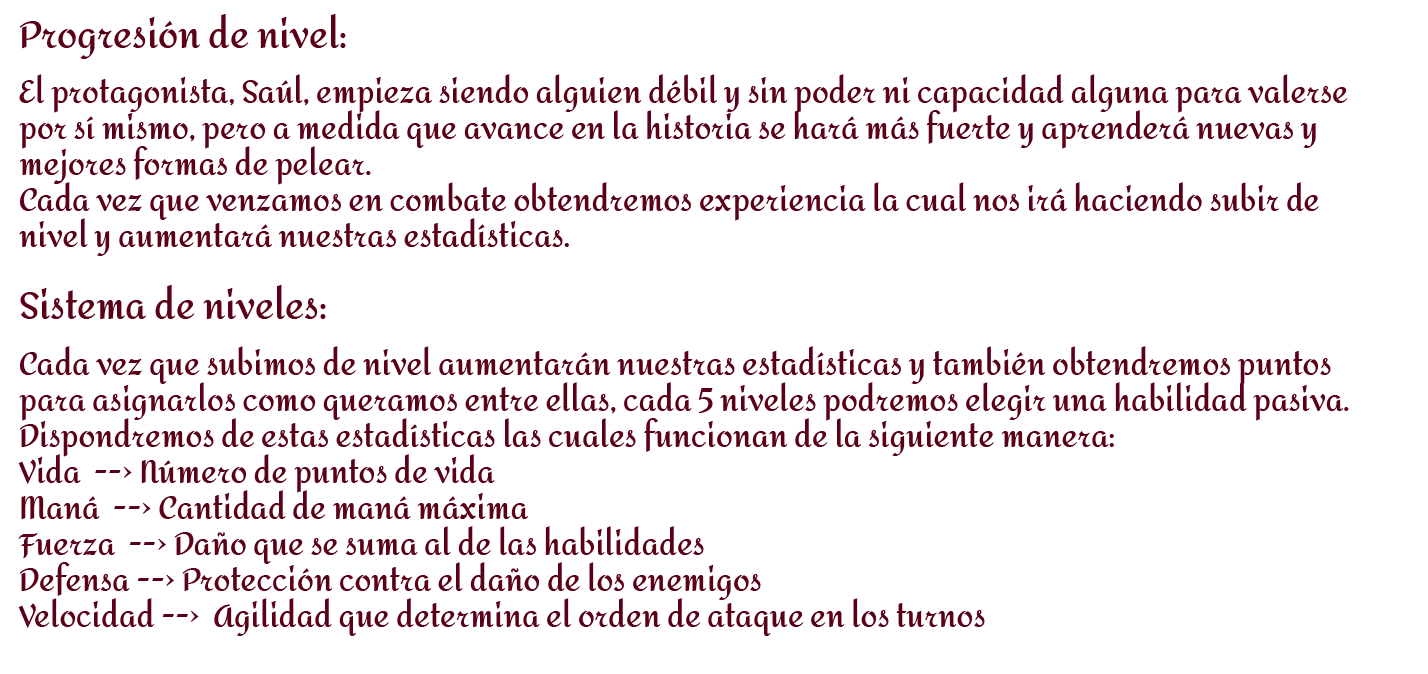 Progresión de nivel:
El protagonista, Saúl, empieza siendo alguien débil y sin poder ni capacidad alguna para valerse
por sí mismo, pero a medida que avance en la historia se hará más fuerte y aprenderá nuevas y
mejores formas de pelear.
Cada vez que venzamos en combate obtendremos experiencia la cual nos irá haciendo subir de
nivel y aumentará nuestras estadísticas.
Sistema de niveles:
Cada vez que subimos de nivel aumentarán nuestras estadísticas y también obtendremos puntos
para asignarlos como queramos entre ellas, cada 5 niveles podremos elegir una habilidad pasiva.
Dispondremos de estas estadísticas las cuales funcionan de la siguiente manera:
Vida --> Número de puntos de vida
Maná --> Cantidad de maná máxima
Fuerza --> Daño que se suma al de las habilidades
Defensa --> Protección contra el daño de los enemigos
Velocidad --> Agilidad que determina el orden de ataque en los turnos